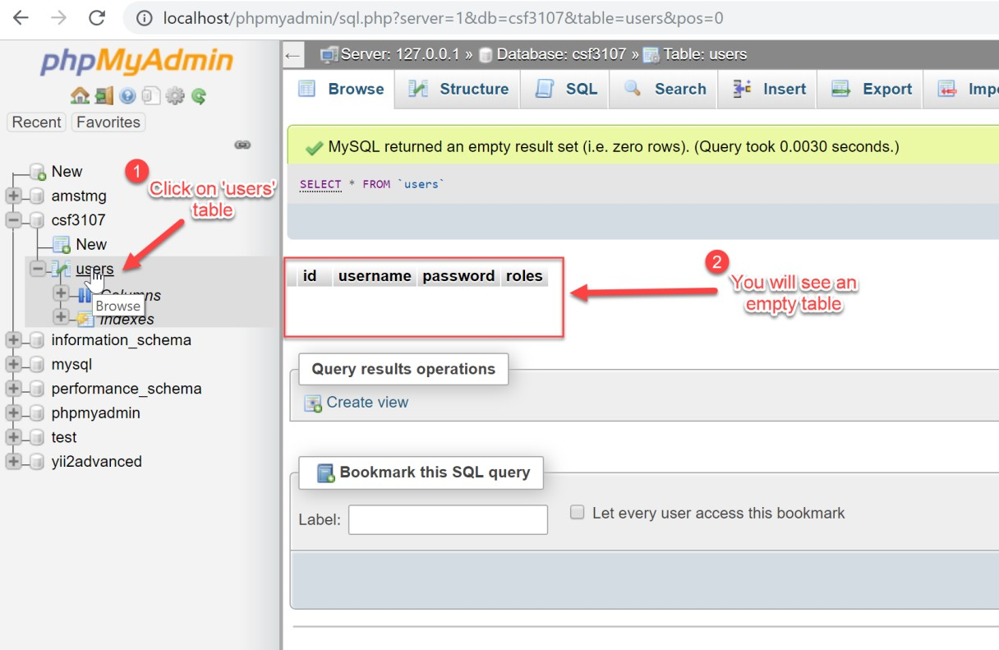 localhost/phpmyadmin/sql.php?server=1&db=csf3107&table=users&pos=0
phpMyAdmin
Recent Favorites
New
amstmg
csf3107
New
users
Columns
Browse
Indexes
information_schema
mysql
performance_schema
phpmyadmin
test
yii2advanced
1
Click on 'users'
table
Server: 127.0.0.1 » Database: csf3107 » Table: users
Browse Structure SQL Search Insert Export Impo
MySQL returned an empty result set (i.e. zero rows). (Query took 0.0030 seconds.)
SELECT * FROM `users`
id username password roles
2
You will see an
empty table
Query results operations
Create view
Bookmark this SQL query
Label:
Let every user access this bookmark